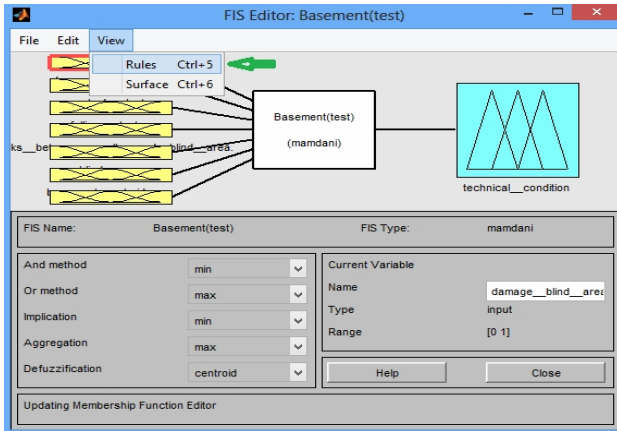 FIS Editor: Basement(test)
File Edit View
Rules Ctrl+5
Surface Ctrl+6
Basement(test)
(mamdani)
technical__condition
FIS Name: Basement(test) FIS Type: mamdani
And method min
Or method max
Implication min
Aggregation max
Defuzzification centroid
Current Variable
Name damage__blind__area
Type input
Range [0 1]
Help Close
Updating Membership Function Editor